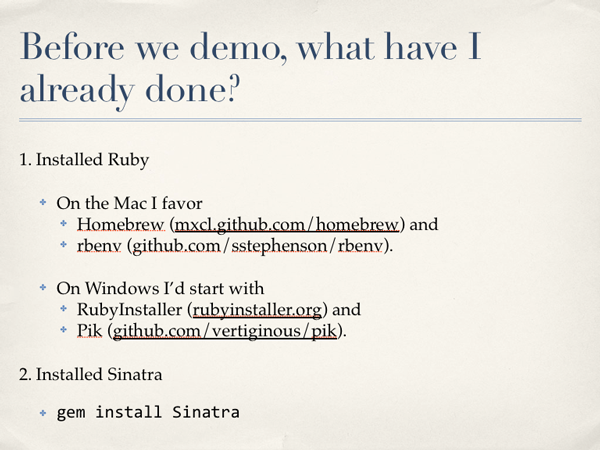 Before we demo, what have I
already done?
1. Installed Ruby
On the Mac I favor
Homebrew (mxcl.github.com/homebrew) and
rbenv (github.com/sstephenson/rbenv).
On Windows I’d start with
RubyInstaller (rubyinstaller.org) and
Pik (github.com/vertiginous/pik).
2. Installed Sinatra
gem install Sinatra